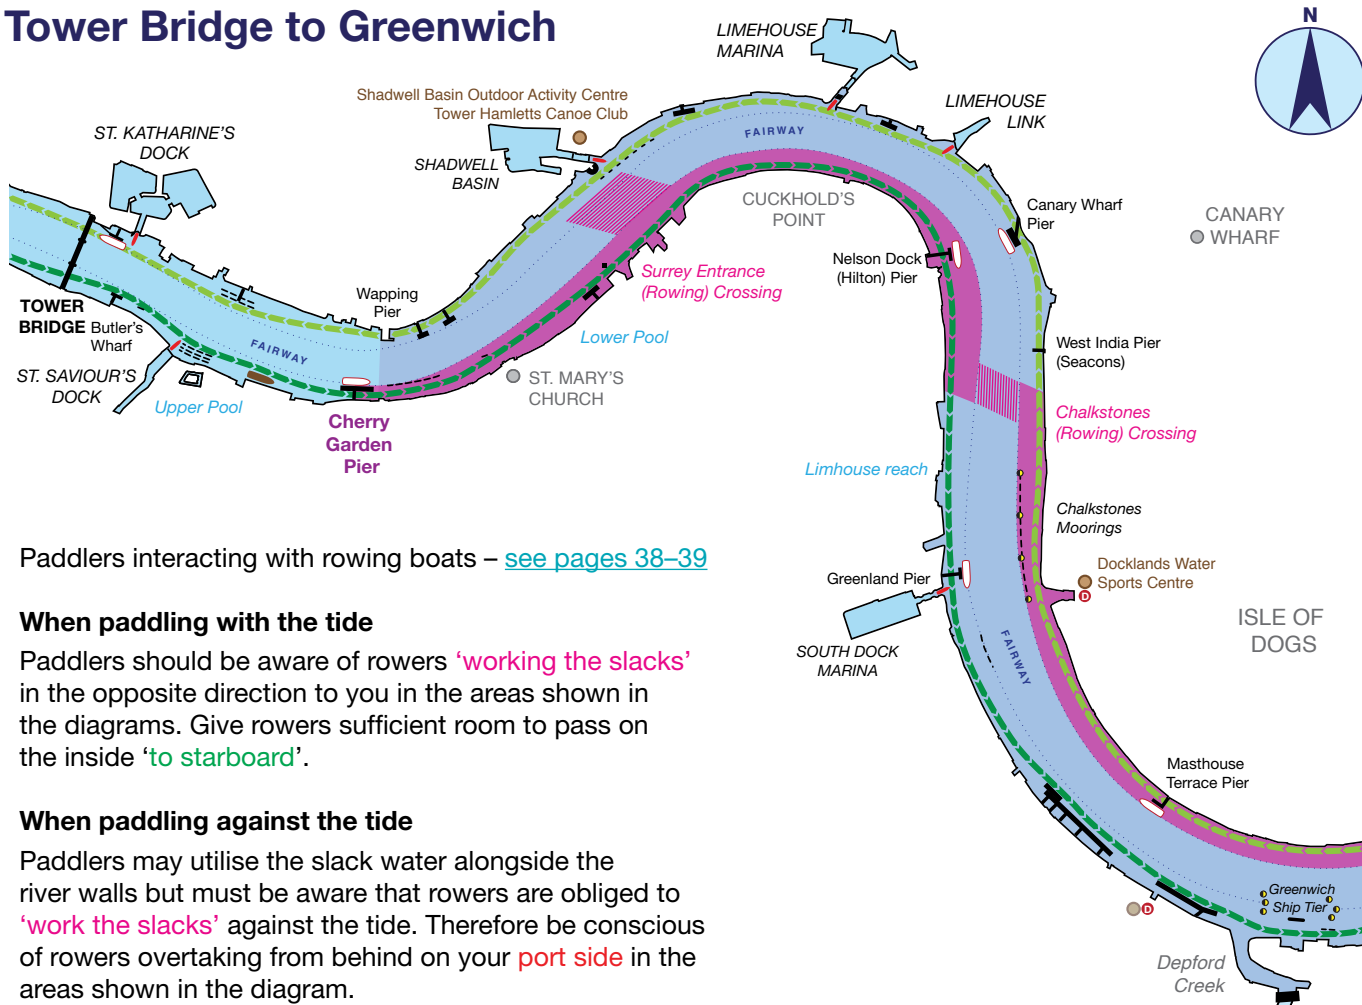 Tower Bridge to Greenwich
N
LIMEHOUSE
MARINA
Shadwell Basin Outdoor Activity Centre
Tower Hamletts Canoe Club
LIMEHOUSE
LINK
ST. KATHARINE'S
DOCK
FAIRWAY
SHADWELL
BASIN
CUCKHOLD'S
POINT
Canary Wharf
Pier
CANARY
WHARF
Nelson Dock
(Hilton) Pier
Surrey Entrance
(Rowing) Crossing
Wapping
Pier
TOWER
BRIDGE
Butler's
Wharf
FAIRWAY
Lower Pool
West India Pier
(Seacons)
ST. SAVIOUR'S
DOCK
ST. MARY'S
CHURCH
Upper Pool
Cherry
Garden
Pier
Chalkstones
(Rowing) Crossing
Limhouse reach
Chalkstones
Moorings
Paddlers interacting with rowing boats – see pages 38–39
Docklands Water
Sports Centre
D
Greenland Pier
ISLE OF
DOGS
When paddling with the tide
Paddlers should be aware of rowers ‘working the slacks’
in the opposite direction to you in the areas shown in
the diagrams. Give rowers sufficient room to pass on
the inside ‘to starboard’.
SOUTH DOCK
MARINA
FAIRWAY
Masthouse
Terrace Pier
When paddling against the tide
Paddlers may utilise the slack water alongside the
river walls but must be aware that rowers are obliged to
‘work the slacks’ against the tide. Therefore be conscious
of rowers overtaking from behind on your port side in the
areas shown in the diagram.
Greenwich
Ship Tier
D
Depford
Creek